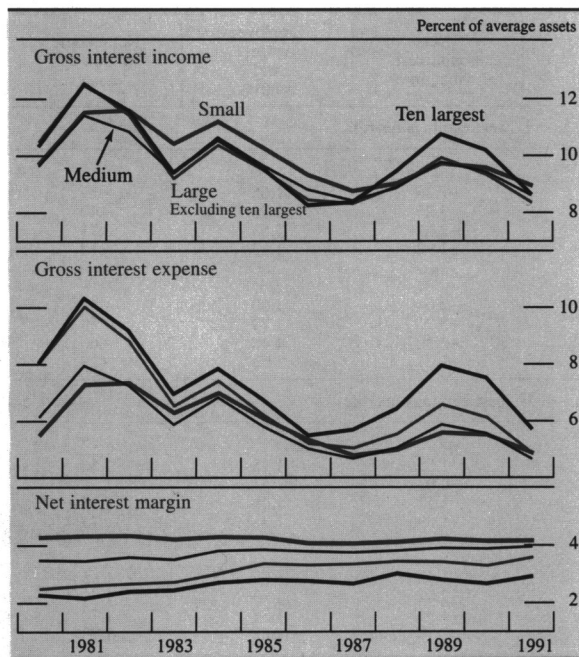 Percent of average assets
Gross interest income
12
Small
Ten largest
10
Medium
Large
Excluding ten largest
8
Gross interest expense
10
8
6
Net interest margin
4
2
1981 1983 1985 1987 1989 1991